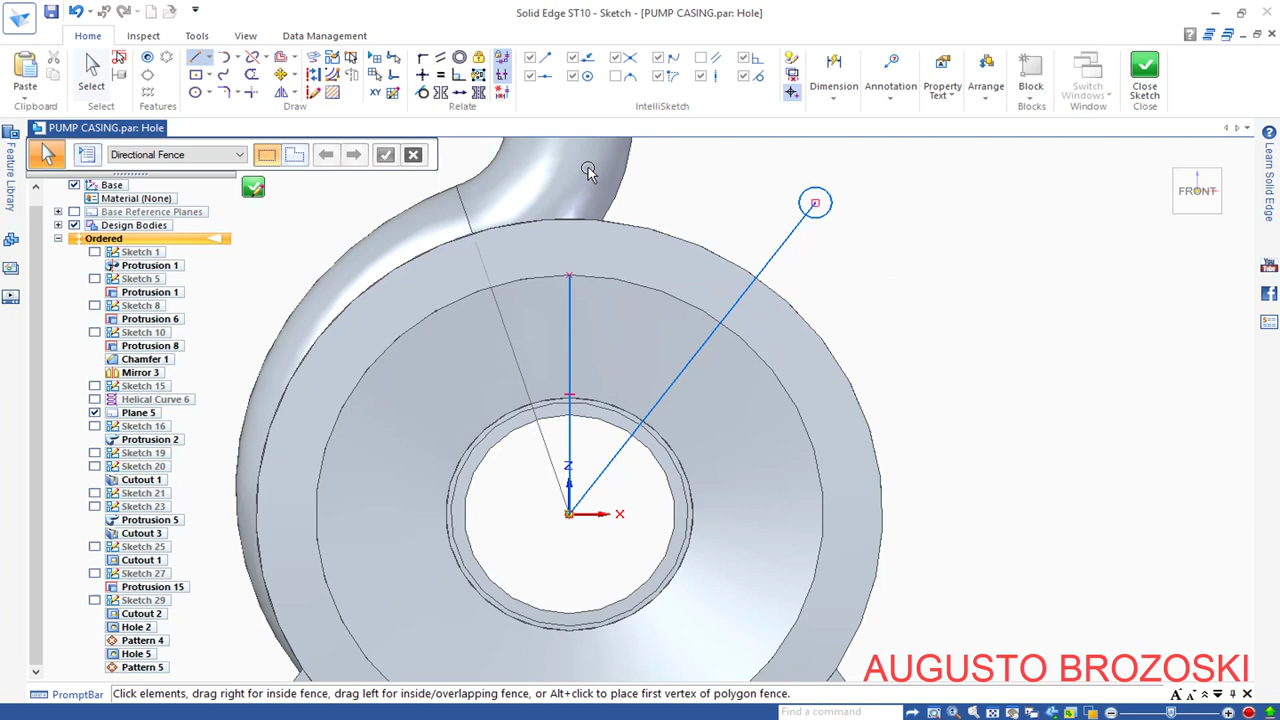 Solid Edge ST10 - Sketch - [PUMP CASING.par: Hole]
Home Inspect Tools View Data Management
Paste Select Dimension Annotation Property Text Arrange Block Switch Windows Close Sketch
Clipboard Select Features Draw Relate IntelliSketch Blocks Window Close
PUMP CASING.par: Hole
Directional Fence
Feature Library
Base
Material (None)
Base Reference Planes
Design Bodies
Ordered
Sketch 1
Protrusion 1
Sketch 5
Protrusion 1
Sketch 8
Protrusion 6
Sketch 10
Protrusion 8
Chamfer 1
Mirror 3
Sketch 15
Helical Curve 6
Plane 5
Sketch 16
Protrusion 2
Sketch 19
Sketch 20
Cutout 1
Sketch 21
Sketch 23
Protrusion 5
Cutout 3
Sketch 25
Cutout 1
Sketch 27
Protrusion 15
Sketch 29
Cutout 2
Hole 2
Pattern 4
Hole 5
Pattern 5
Z
X
FRONT
Learn Solid Edge
You Tube
AUGUSTO BROZOSKI
PromptBar Click elements, drag right for inside fence, drag left for inside/overlapping fence, or Alt+click to place first vertex of polygon fence.
Find a command